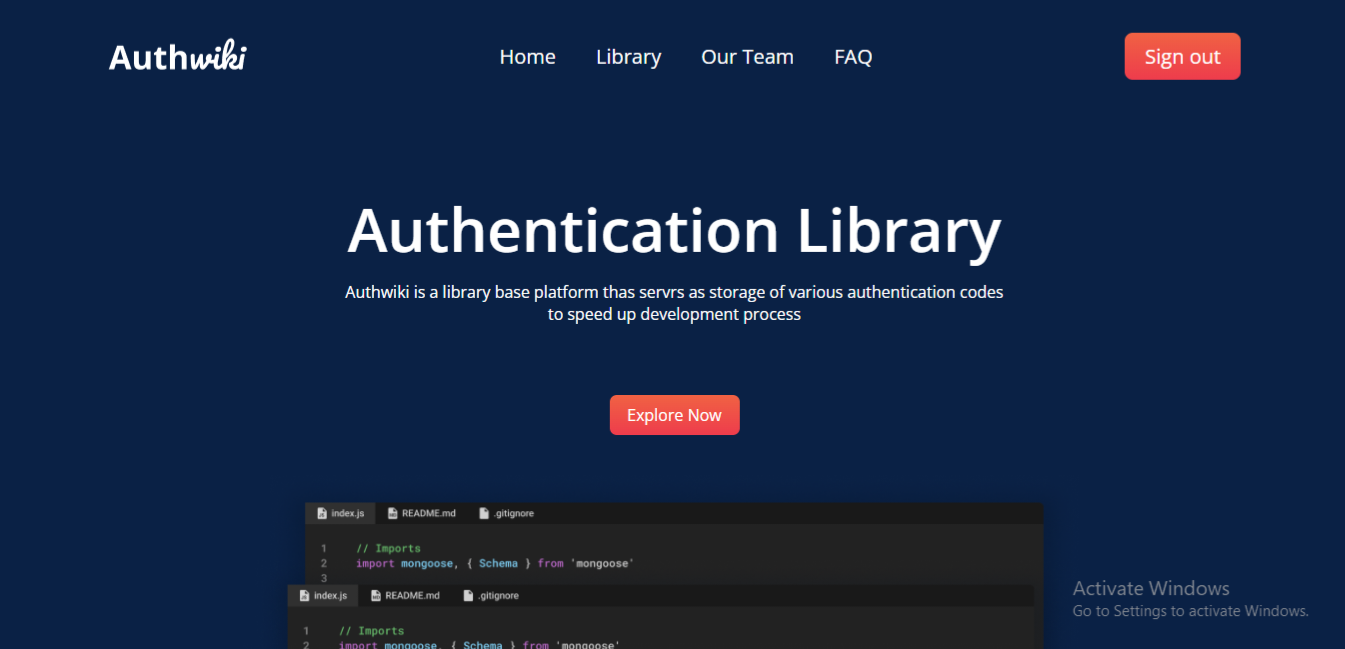 Authwiki
Home Library Our Team FAQ
Sign out
Authentication Library
Authwiki is a library base platform thas servrs as storage of various authentication codes
to speed up development process
Explore Now
index.js README.md .gitignore
1 // Imports
2 import mongoose, { Schema } from 'mongoose'
3
index.js README.md .gitignore
1 // Imports
2 import mongoose, { Schema } from 'mongoose'
Activate Windows
Go to Settings to activate Windows.